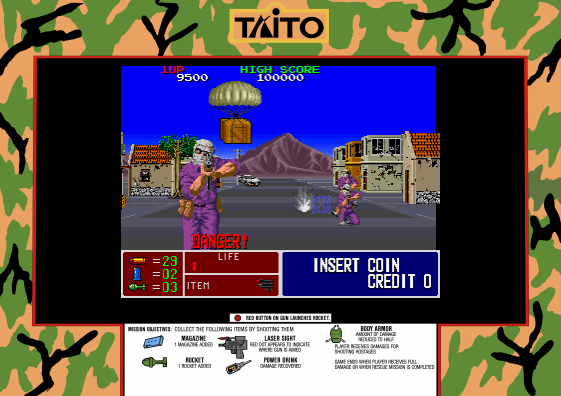 TAITO
1UP HIGH SCORE
9500 100000
DANGER!
=29
=02
=03
LIFE
ITEM
INSERT COIN
CREDIT 0
RED BUTTON ON GUN LAUNCHES ROCKET.
MISSION OBJECTIVES: COLLECT THE FOLLOWING ITEMS BY SHOOTING THEM
MAGAZINE
1 MAGAZINE ADDED
LASER SIGHT
RED DOT APPEARS TO INDICATE
WHERE GUN IS AIMED
BODY ARMOR
AMOUNT OF DAMAGE
REDUCED TO HALF
ROCKET
1 ROCKET ADDED
POWER DRINK
DAMAGE RECOVERED
PLAYER RECEIVES DAMAGES FOR
SHOOTING HOSTAGES
GAME ENDS WHEN PLAYER RECEIVES FULL
DAMAGE OR WHEN RESCUE MISSION IS COMPLETED